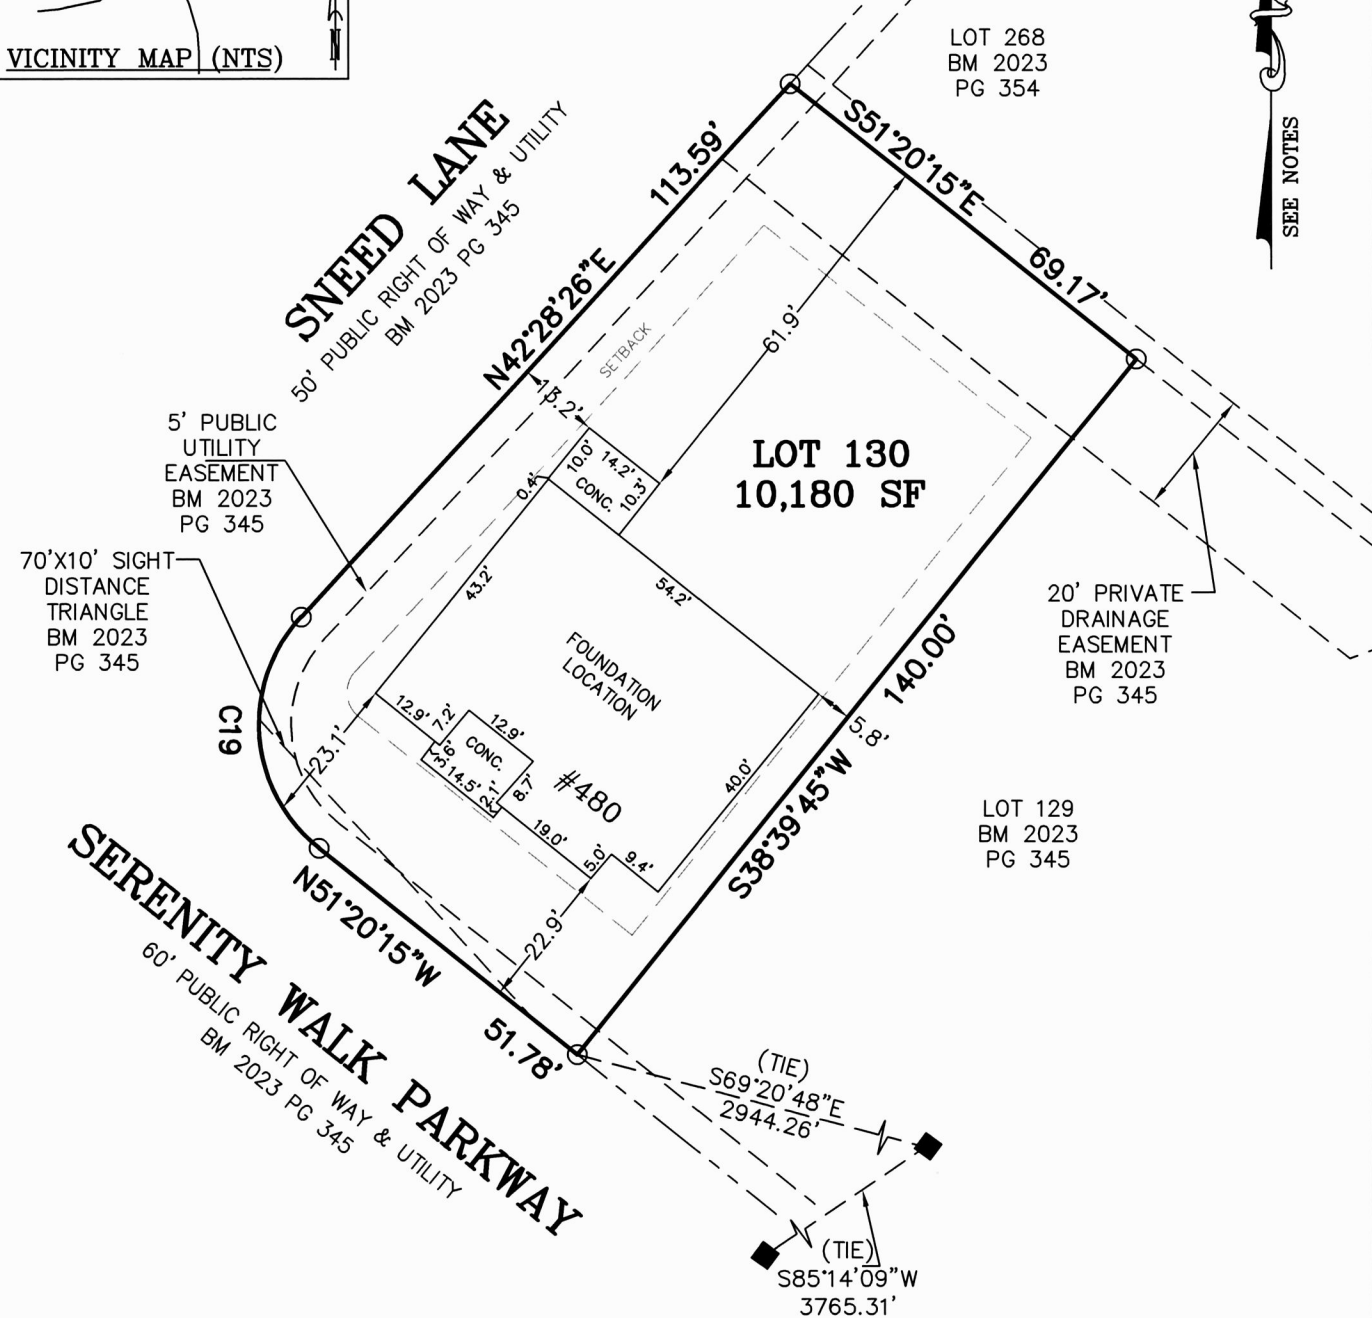 VICINITY MAP (NTS)
N
LOT 268
BM 2023
PG 354
SEE NOTES
SNEED LANE
50' PUBLIC RIGHT OF WAY & UTILITY
BM 2023 PG 345
113.59'
N42°28'26"E
S51°20'15"E
69.17'
SETBACK
61.9'
13.2'
5' PUBLIC
UTILITY
EASEMENT
BM 2023
PG 345
LOT 130
10,180 SF
10.0'
14.2'
CONC.
10.3'
0.4'
43.2'
54.2'
70'X10' SIGHT
DISTANCE
TRIANGLE
BM 2023
PG 345
20' PRIVATE
DRAINAGE
EASEMENT
BM 2023
PG 345
FOUNDATION
LOCATION
140.00'
S38°39'45"W
5.8'
C19
23.1'
12.9'
7.2'
12.9'
CONC.
3.6'
14.5'
2.1'
8.7'
#480
40.0'
19.0'
5.0'
9.4'
22.9'
LOT 129
BM 2023
PG 345
N51°20'15"W
51.78'
SERENITY WALK PARKWAY
60' PUBLIC RIGHT OF WAY & UTILITY
BM 2023 PG 345
(TIE)
S69°20'48"E
2944.26'
(TIE)
S85°14'09"W
3765.31'